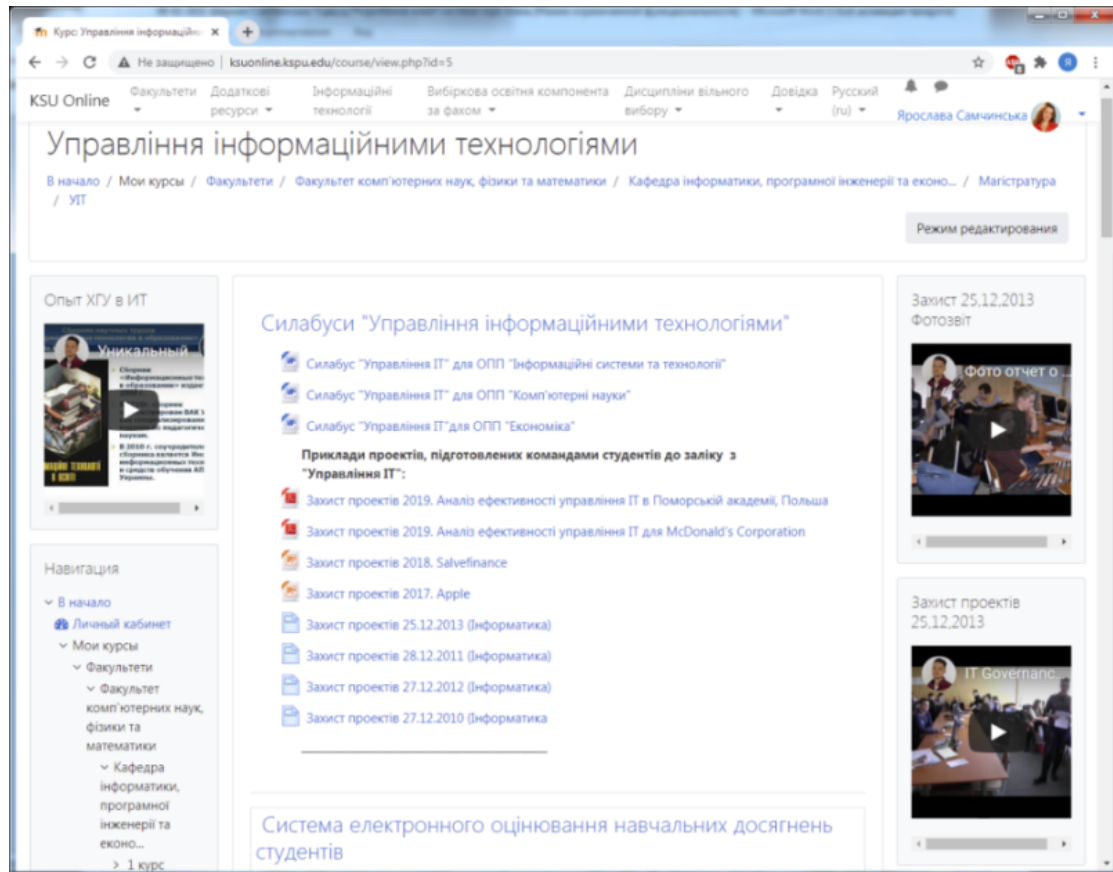 Курс: Управління інформаційн
Не защищено | ksuonline.kspu.edu/course/view.php?id=5
KSU Online
Факультети
Додаткові ресурси
Інформаційні технології
Вибіркова освітня компонента за фахом
Дисципліни вільного вибору
Довідка
Русский (ru)
Ярослава Самчинська
Управління інформаційними технологіями
В начало / Мои курсы / Факультети / Факультет комп'ютерних наук, фізики та математики / Кафедра інформатики, програмної інженерії та еконо... / Магістратура
/ УІТ
Режим редактирования
Опыт ХГУ в ИТ
Уникальный
Навигация
В начало
Личный кабинет
Мои курсы
Факультети
Факультет
комп'ютерних наук,
фізики та
математики
Кафедра
інформатики,
програмної
інженерії та
еконо...
1 курс
Силабуси "Управління інформаційними технологіями"
Силабус "Управління ІТ" для ОПП "Інформаційні системи та технології"
Силабус "Управління ІТ" для ОПП "Комп'ютерні науки"
Силабус "Управління ІТ"для ОПП "Економіка"
Приклади проектів, підготовлених командами студентів до заліку з
"Управління ІТ":
Захист проектів 2019. Аналіз ефективності управління ІТ в Поморській академії, Польша
Захист проектів 2019. Аналіз ефективності управління ІТ для McDonald's Corporation
Захист проектів 2018. Salvefinance
Захист проектів 2017. Apple
Захист проектів 25.12.2013 (Інформатика)
Захист проектів 28.12.2011 (Інформатика)
Захист проектів 27.12.2012 (Інформатика)
Захист проектів 27.12.2010 (Інформатика
Система електронного оцінювання навчальних досягнень
студентів
Захист 25,12,2013
Фотозвіт
Фото отчет о ...
Захист проектів
25,12,2013
IT Governanc...